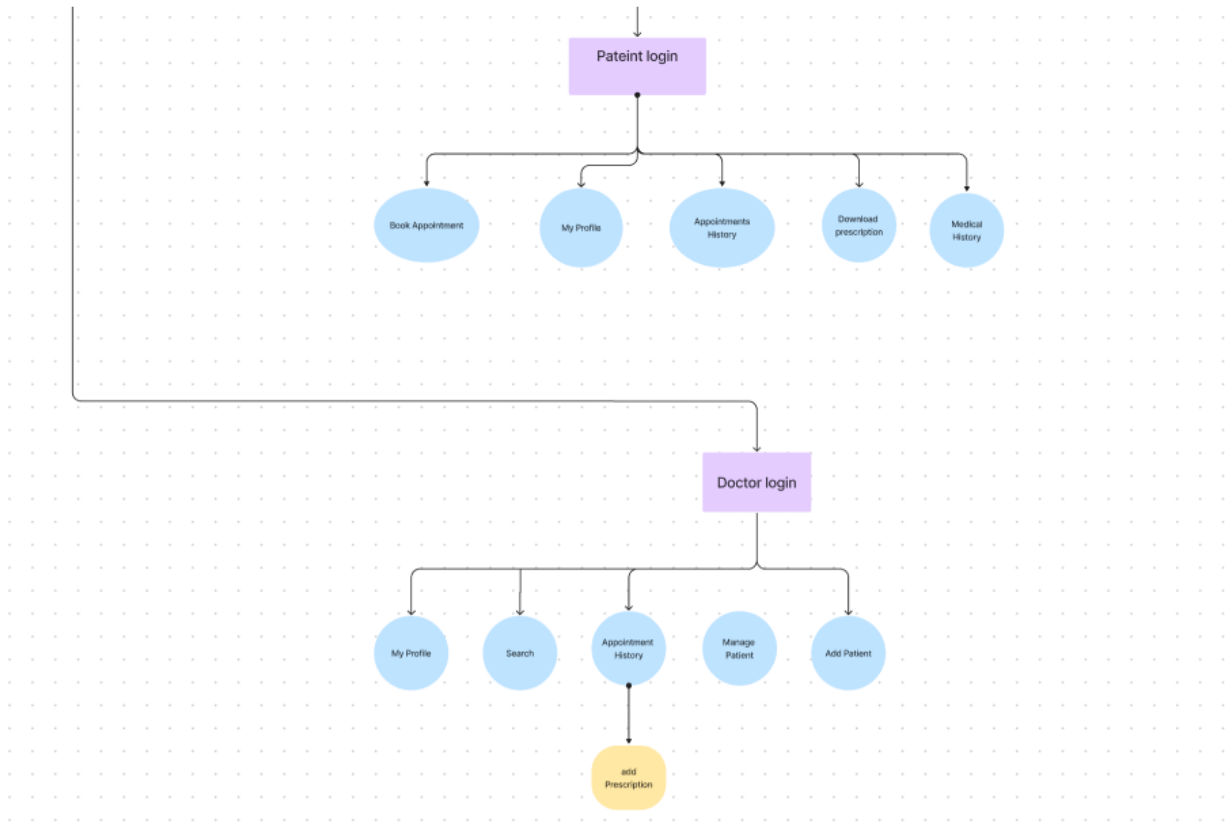 Pateint login
Book Appointment
My Profile
Appointments
History
Download
prescription
Medical
History
Doctor login
My Profile
Search
Appointment
History
Manage
Patient
Add Patient
add
Prescription